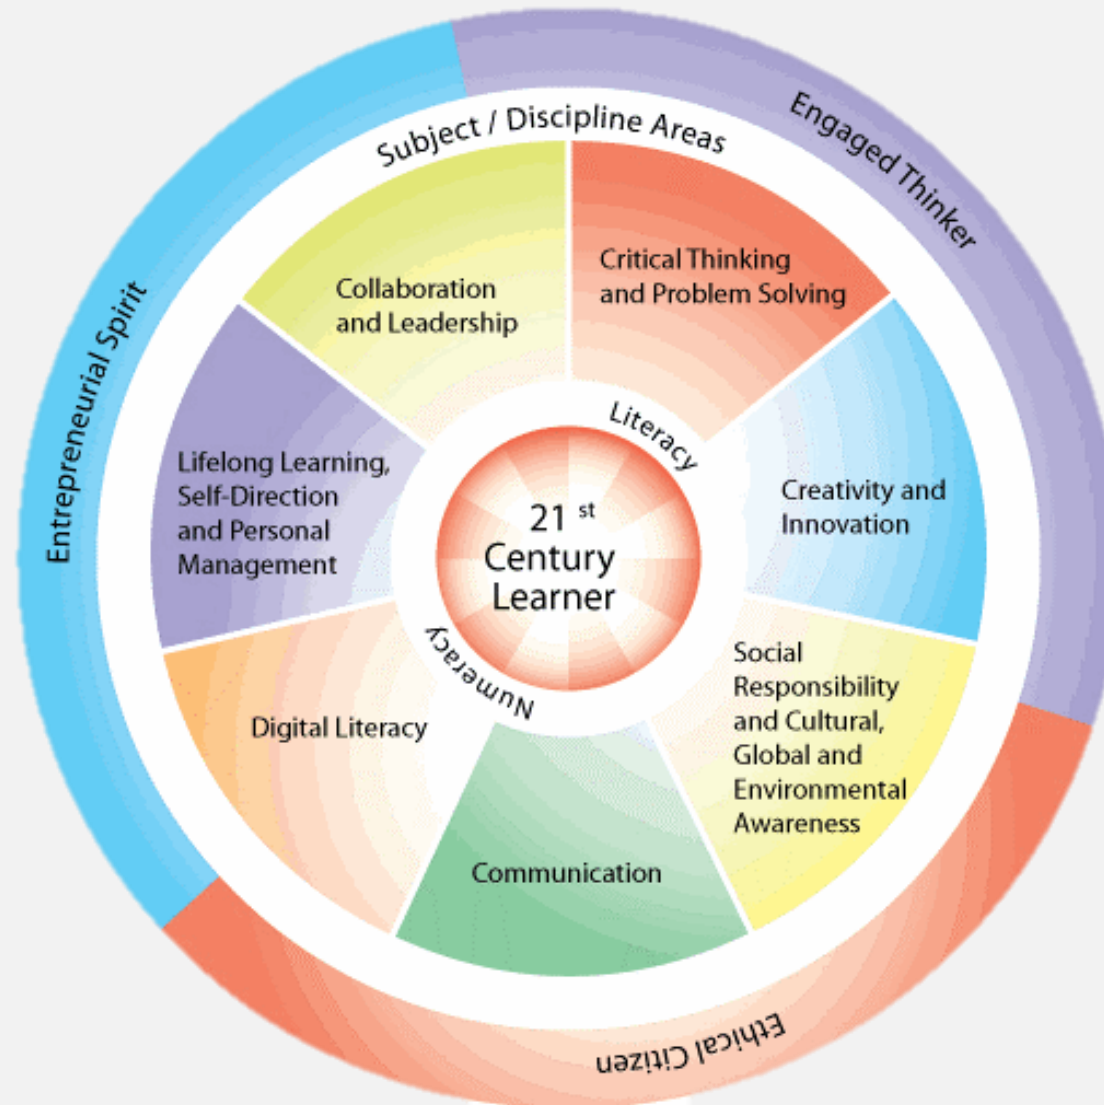 Engaged Thinker
Subject / Discipline Areas
Entrepreneurial Spirit
Collaboration
and Leadership
Critical Thinking
and Problem Solving
Lifelong Learning,
Self-Direction
and Personal
Management
Literacy
21 st
Century
Learner
Numeracy
Creativity and
Innovation
Digital Literacy
Social
Responsibility
and Cultural,
Global and
Environmental
Awareness
Communication
Ethical Citizen